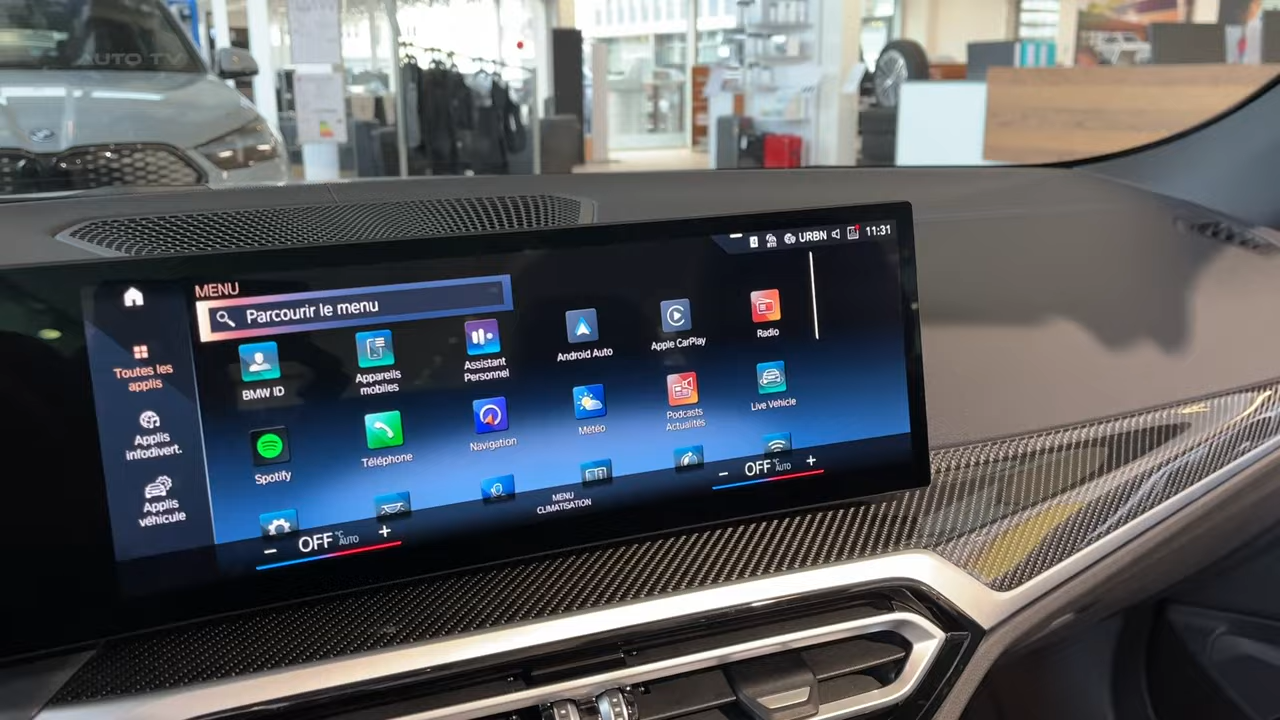 AUTO TV
URBN
11:31
MENU
Parcourir le menu
Toutes les
applis
Applis
infodivert.
Applis
véhicule
BMW ID
Appareils
mobiles
Assistant
Personnel
Android Auto
Apple CarPlay
Radio
Spotify
Téléphone
Navigation
Météo
Podcasts
Actualités
Live Vehicle
− OFF °C AUTO +
MENU
CLIMATISATION
− OFF °C AUTO +